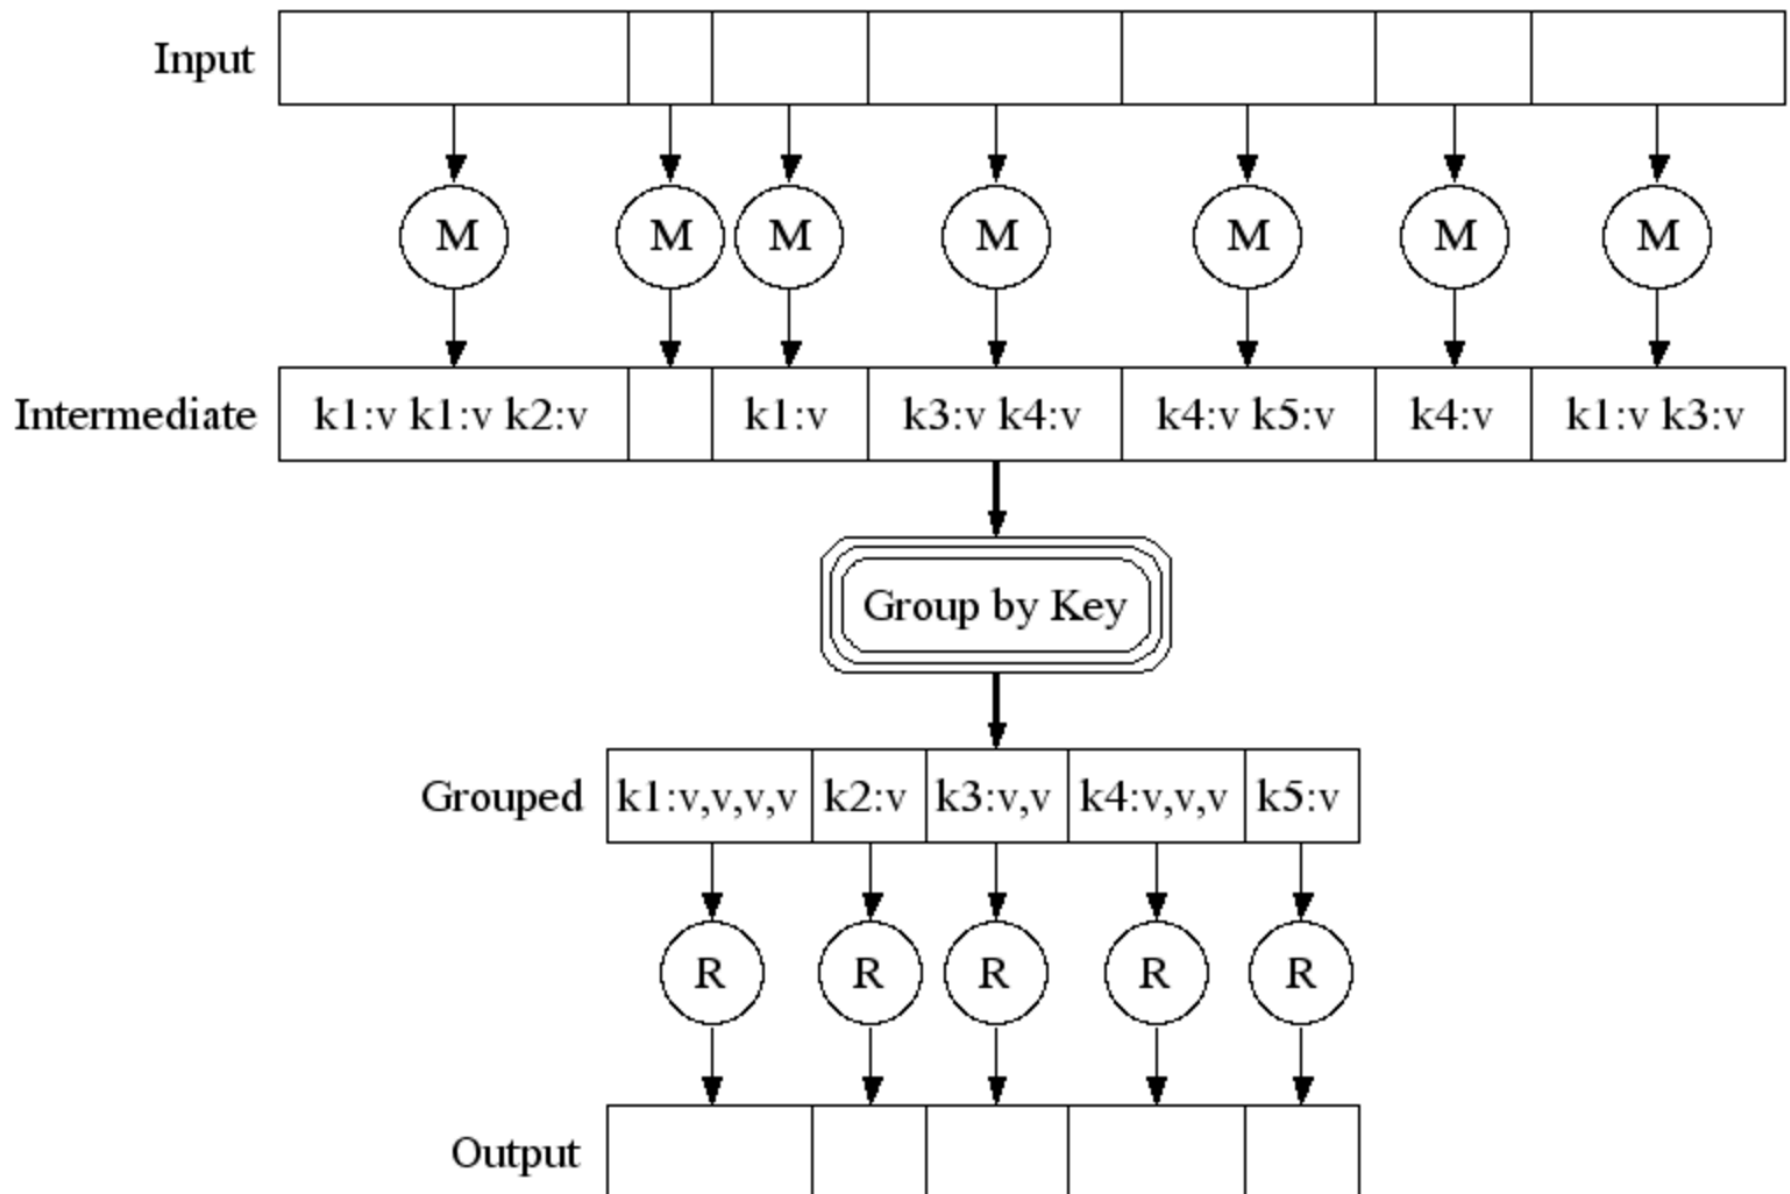 Input
M M M M M M M
Intermediate k1:v k1:v k2:v k1:v k3:v k4:v k4:v k5:v k4:v k1:v k3:v
Group by Key
Grouped k1:v,v,v,v k2:v k3:v,v k4:v,v,v k5:v
R R R R R
Output